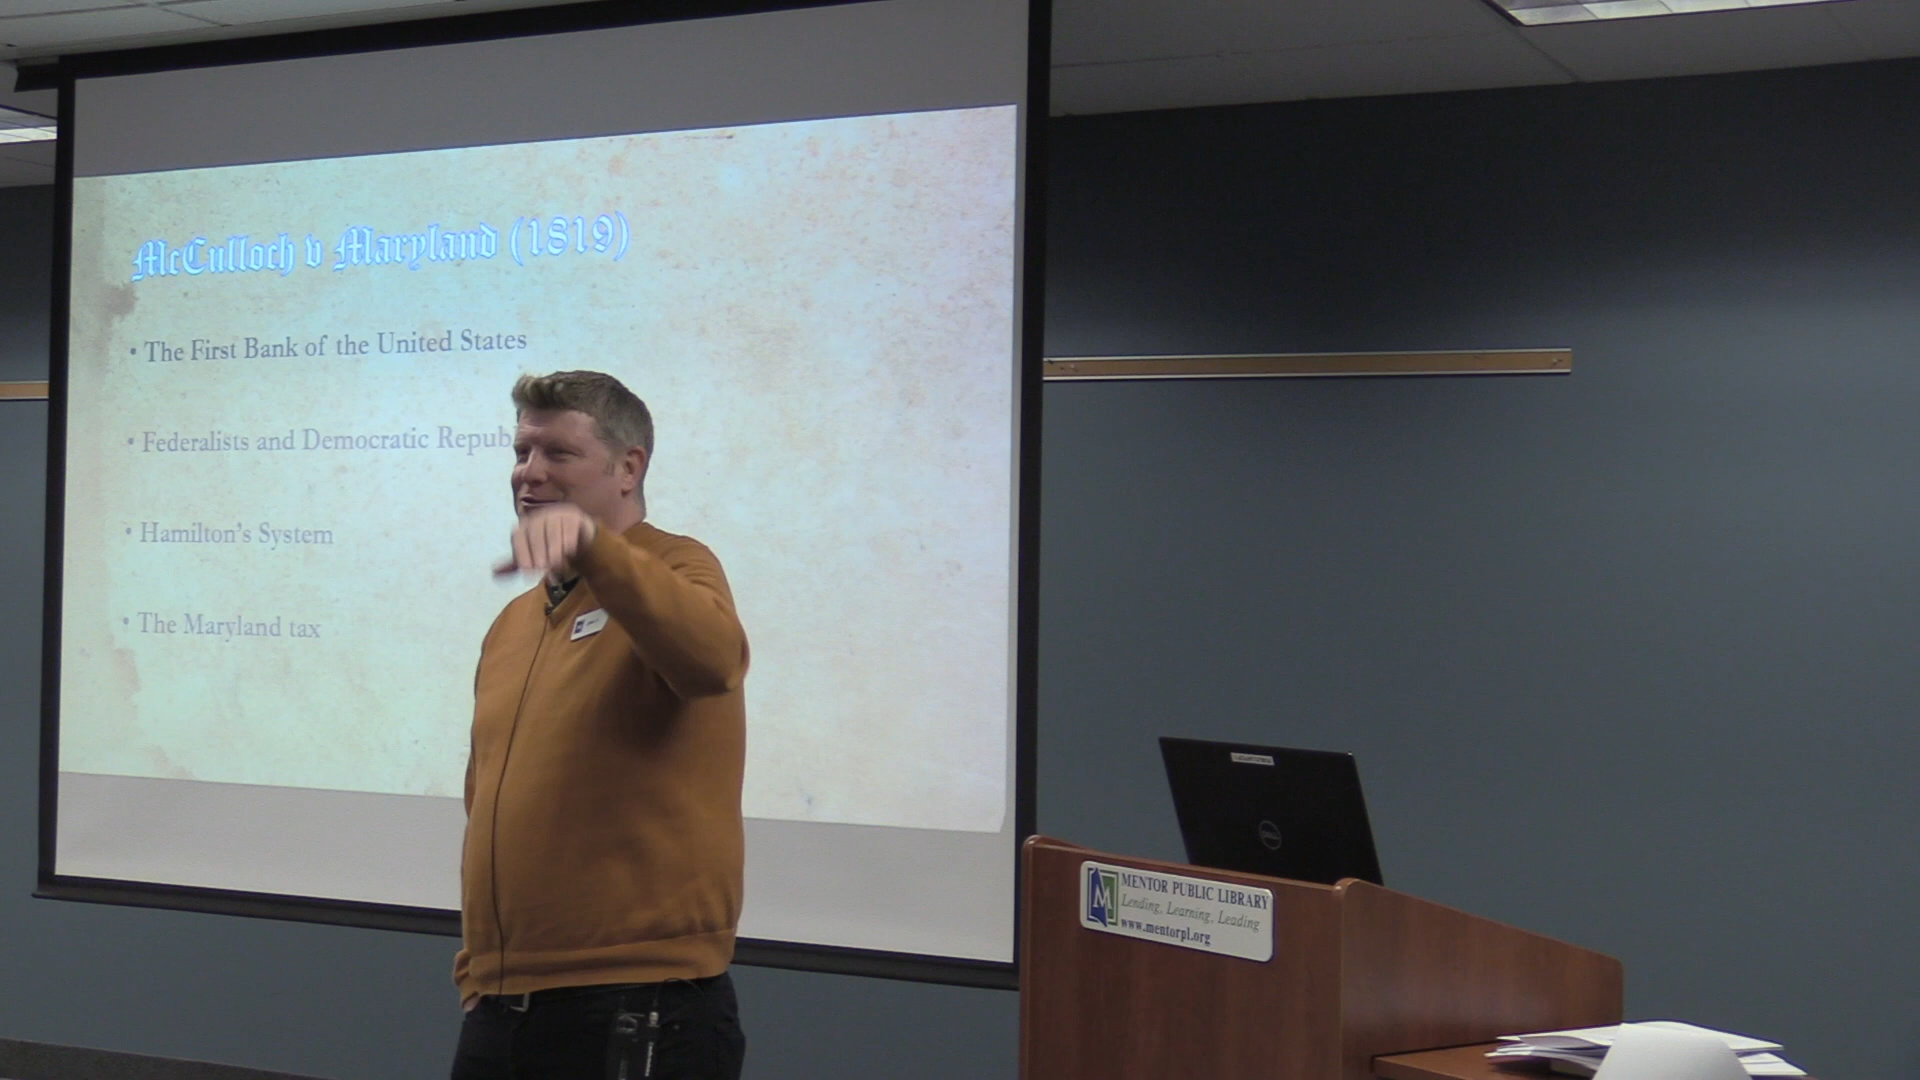 McCulloch v Maryland (1819)
• The First Bank of the United States
• Federalists and Democratic Repub
• Hamilton's System
• The Maryland tax
DELL
M
MENTOR PUBLIC LIBRARY
Lending, Learning, Leading
www.mentorpl.org